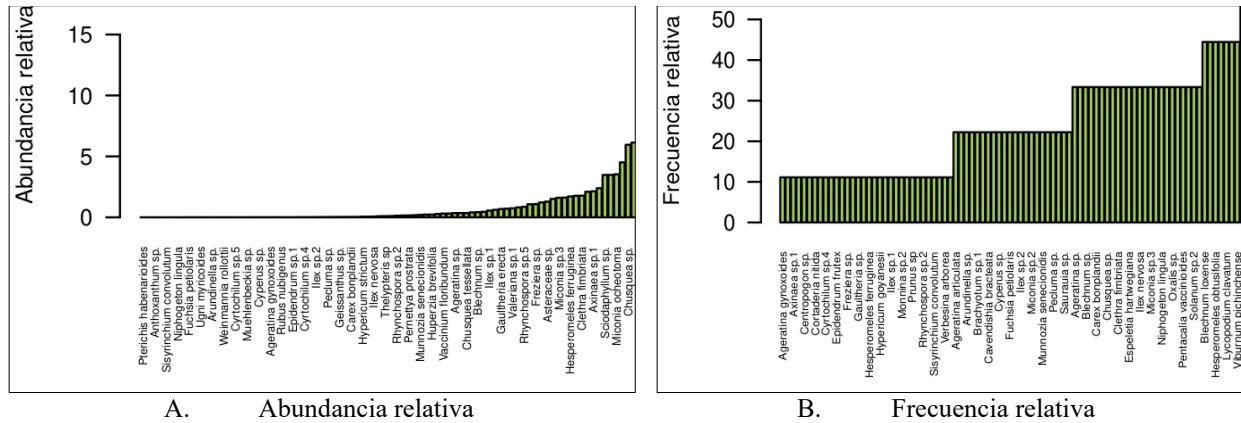 Abundancia relativa
15
10
5
0
Pterichis habenarioides
Anthoxanthum sp.
Sisyrinchium convolutum
Niphogeton lingula
Fuchsia petiolaris
Ugni myricoides
Arundinella sp.
Weinmannia rollottii
Cyrtochilum sp.5
Muehlenbeckia sp.
Cyperus sp.
Ageratina gynoxoides
Rubus nubigenus
Epidendrum sp.1
Cyrtochilum sp.4
Ilex sp.2
Peduma sp.
Geissanthus sp.
Carex bonplandii
Hypericum strictum
Ilex nervosa
Thelypteris sp
Rhynchospora sp.2
Pernettya prostrata
Munnozia senecionidis
Huperzia brevifolia
Vaccinium floribundum
Ageratina sp.
Chusquea tessellata
Blechnum sp.
Ilex sp.1
Gaultheria erecta
Valeriana sp.1
Rhynchospora sp.5
Freziera sp.
Asteraceae sp.
Miconia sp.3
Hesperomeles ferruginea
Clethra fimbriata
Axinaea sp.1
Sciodaphyllum sp.
Miconia ochcetoma
Chusquea sp.
A. Abundancia relativa
Frecuencia relativa
50
40
30
20
10
0
Ageratina gynoxoides
Axinaea sp.1
Centropogon sp.
Cortaderia nitida
Cyrtochilum sp.4
Epidendrum frutex
Freziera sp.
Gaultheria sp.
Hesperomeles ferruginea
Hypericum goyanesii
Ilex sp.1
Monnina sp.2
Prunus sp
Rhynchospora sp.2
Sisyrinchium convolutum
Verbesina arborea
Ageratina articulata
Arundinella sp.
Brachyotum sp.1
Cavendishia bracteata
Cyperus sp.
Fuchsia petiolaris
Ilex sp.2
Miconia sp.2
Munnozia senecionidis
Peduma sp.
Saurauia sp.
Ageratina sp.
Blechnum sp.
Carex bonplandii
Chusquea sp.
Clethra fimbriata
Espeletia hartwegiana
Ilex nervosa
Miconia sp.3
Niphogeton lingula
Oxalis sp.
Pentacalia vaccinioides
Solanum sp.2
Blechnum loxense
Hesperomeles obtusifolia
Lycopodium clavatum
Viburnum pichinchense
B. Frecuencia relativa